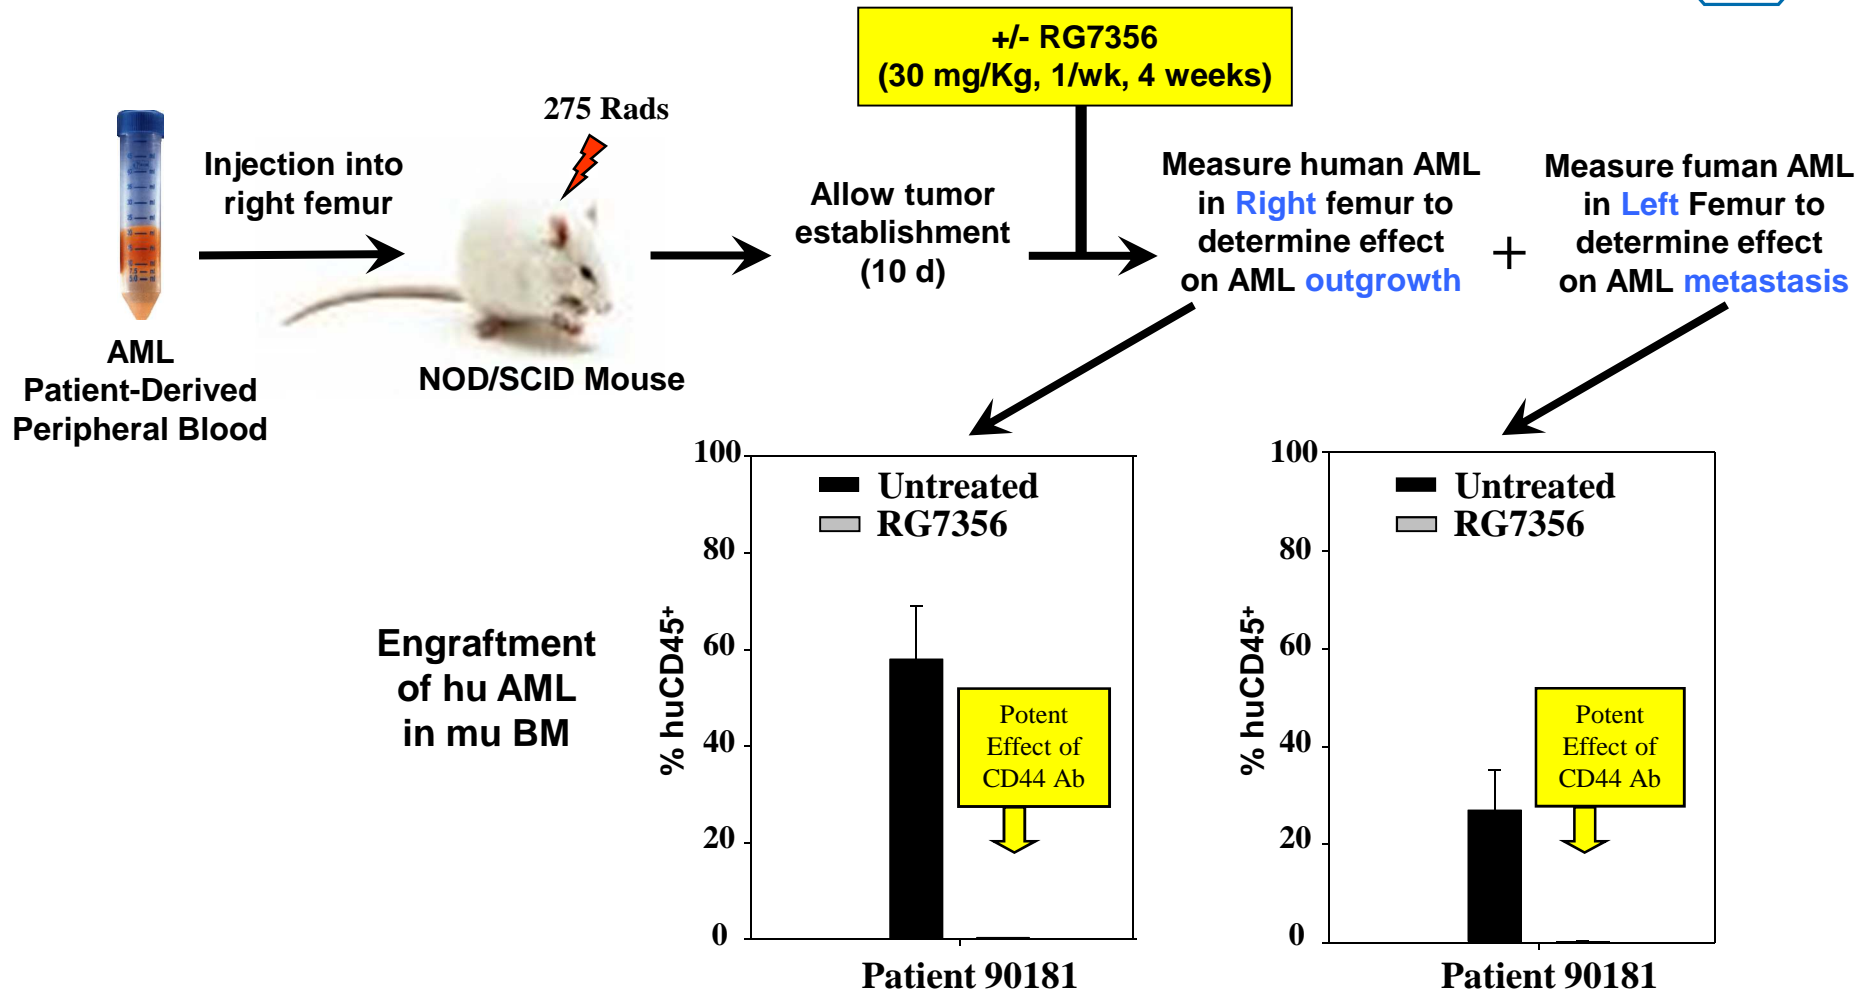 +/- RG7356
(30 mg/Kg, 1/wk, 4 weeks)
275 Rads
Injection into
right femur
Allow tumor
establishment
(10 d)
Measure human AML
in Right femur to
determine effect
on AML outgrowth
+
Measure fuman AML
in Left Femur to
determine effect
on AML metastasis
AML
Patient-Derived
Peripheral Blood
NOD/SCID Mouse
Engraftment
of hu AML
in mu BM
% huCD45+
100
80
60
40
20
0
Untreated
RG7356
Potent
Effect of
CD44 Ab
Patient 90181
% huCD45+
100
80
60
40
20
0
Untreated
RG7356
Potent
Effect of
CD44 Ab
Patient 90181